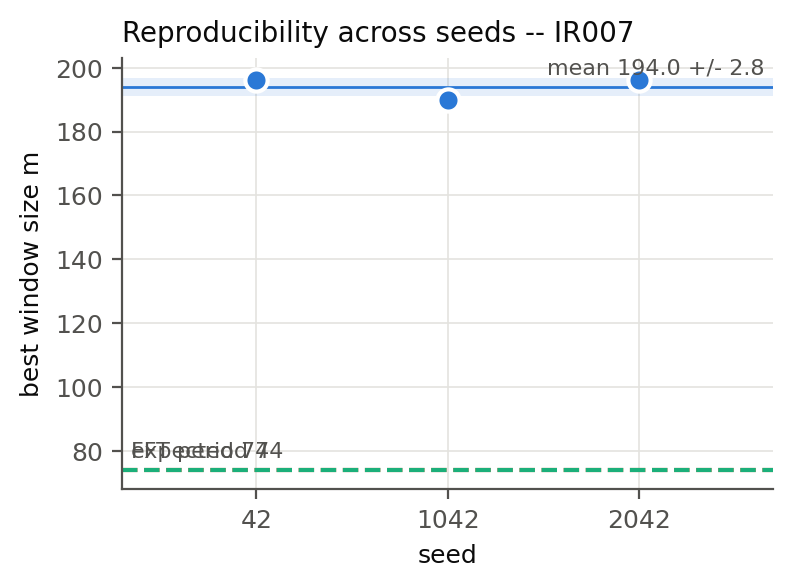 Reproducibility across seeds -- IR007
best window size m
200
180
160
140
120
100
80
mean 194.0 +/- 2.8
42
1042
2042
seed